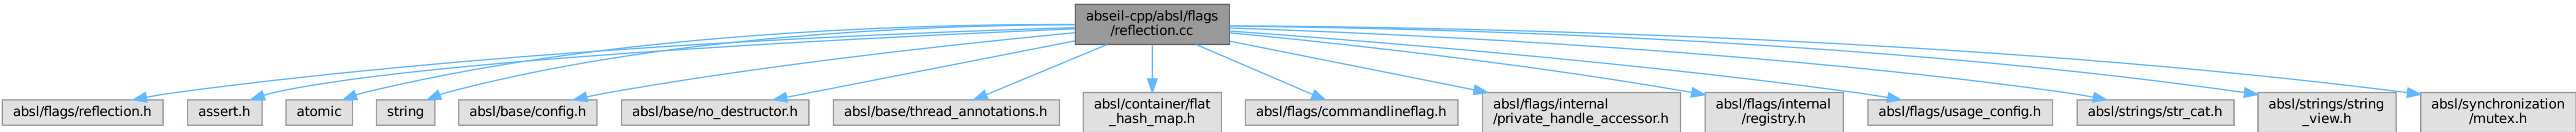 abseil-cpp/absl/flags
/reflection.cc
absl/flags/reflection.h
assert.h
atomic
string
absl/base/config.h
absl/base/no_destructor.h
absl/base/thread_annotations.h
absl/container/flat
_hash_map.h
absl/flags/commandlineflag.h
absl/flags/internal
/private_handle_accessor.h
absl/flags/internal
/registry.h
absl/flags/usage_config.h
absl/strings/str_cat.h
absl/strings/string
_view.h
absl/synchronization
/mutex.h